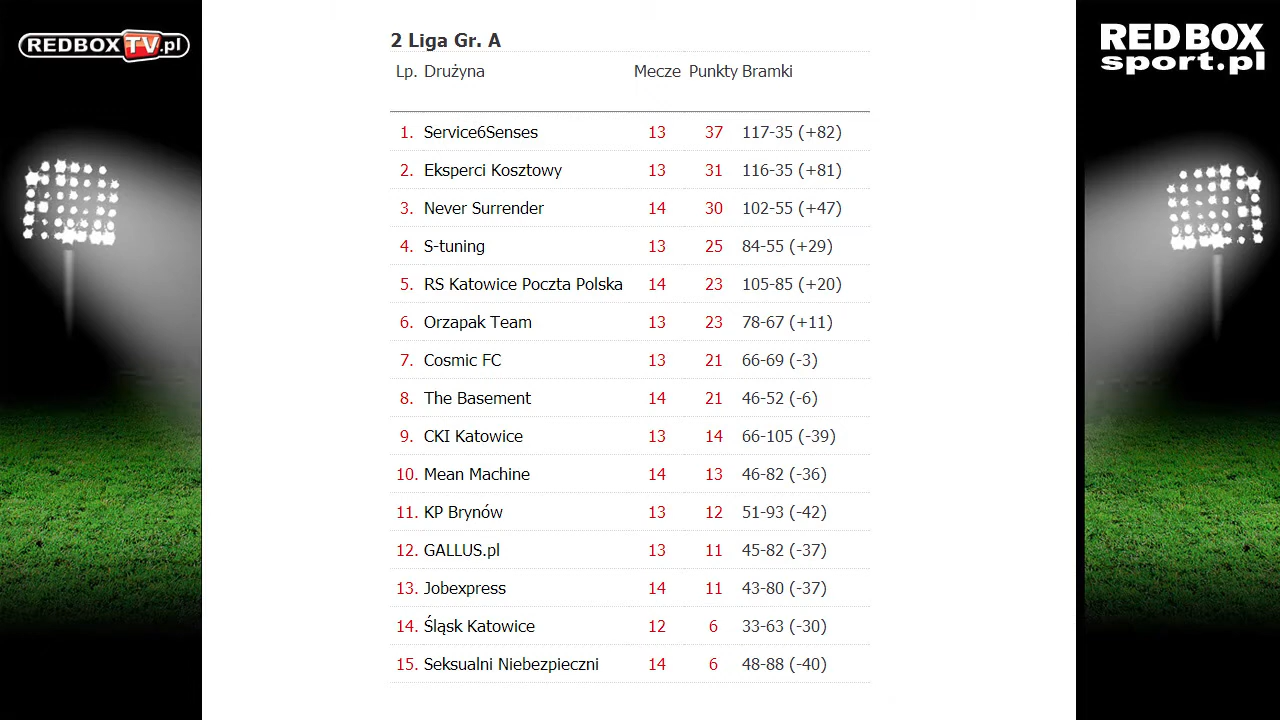 REDBOXTV.pl
RED BOX
sport.pl
2 Liga Gr. A
Lp. Drużyna Mecze Punkty Bramki
1. Service6Senses 13 37 117-35 (+82)
2. Eksperci Kosztowy 13 31 116-35 (+81)
3. Never Surrender 14 30 102-55 (+47)
4. S-tuning 13 25 84-55 (+29)
5. RS Katowice Poczta Polska 14 23 105-85 (+20)
6. Orzapak Team 13 23 78-67 (+11)
7. Cosmic FC 13 21 66-69 (-3)
8. The Basement 14 21 46-52 (-6)
9. CKI Katowice 13 14 66-105 (-39)
10. Mean Machine 14 13 46-82 (-36)
11. KP Brynów 13 12 51-93 (-42)
12. GALLUS.pl 13 11 45-82 (-37)
13. Jobexpress 14 11 43-80 (-37)
14. Śląsk Katowice 12 6 33-63 (-30)
15. Seksualni Niebezpieczni 14 6 48-88 (-40)